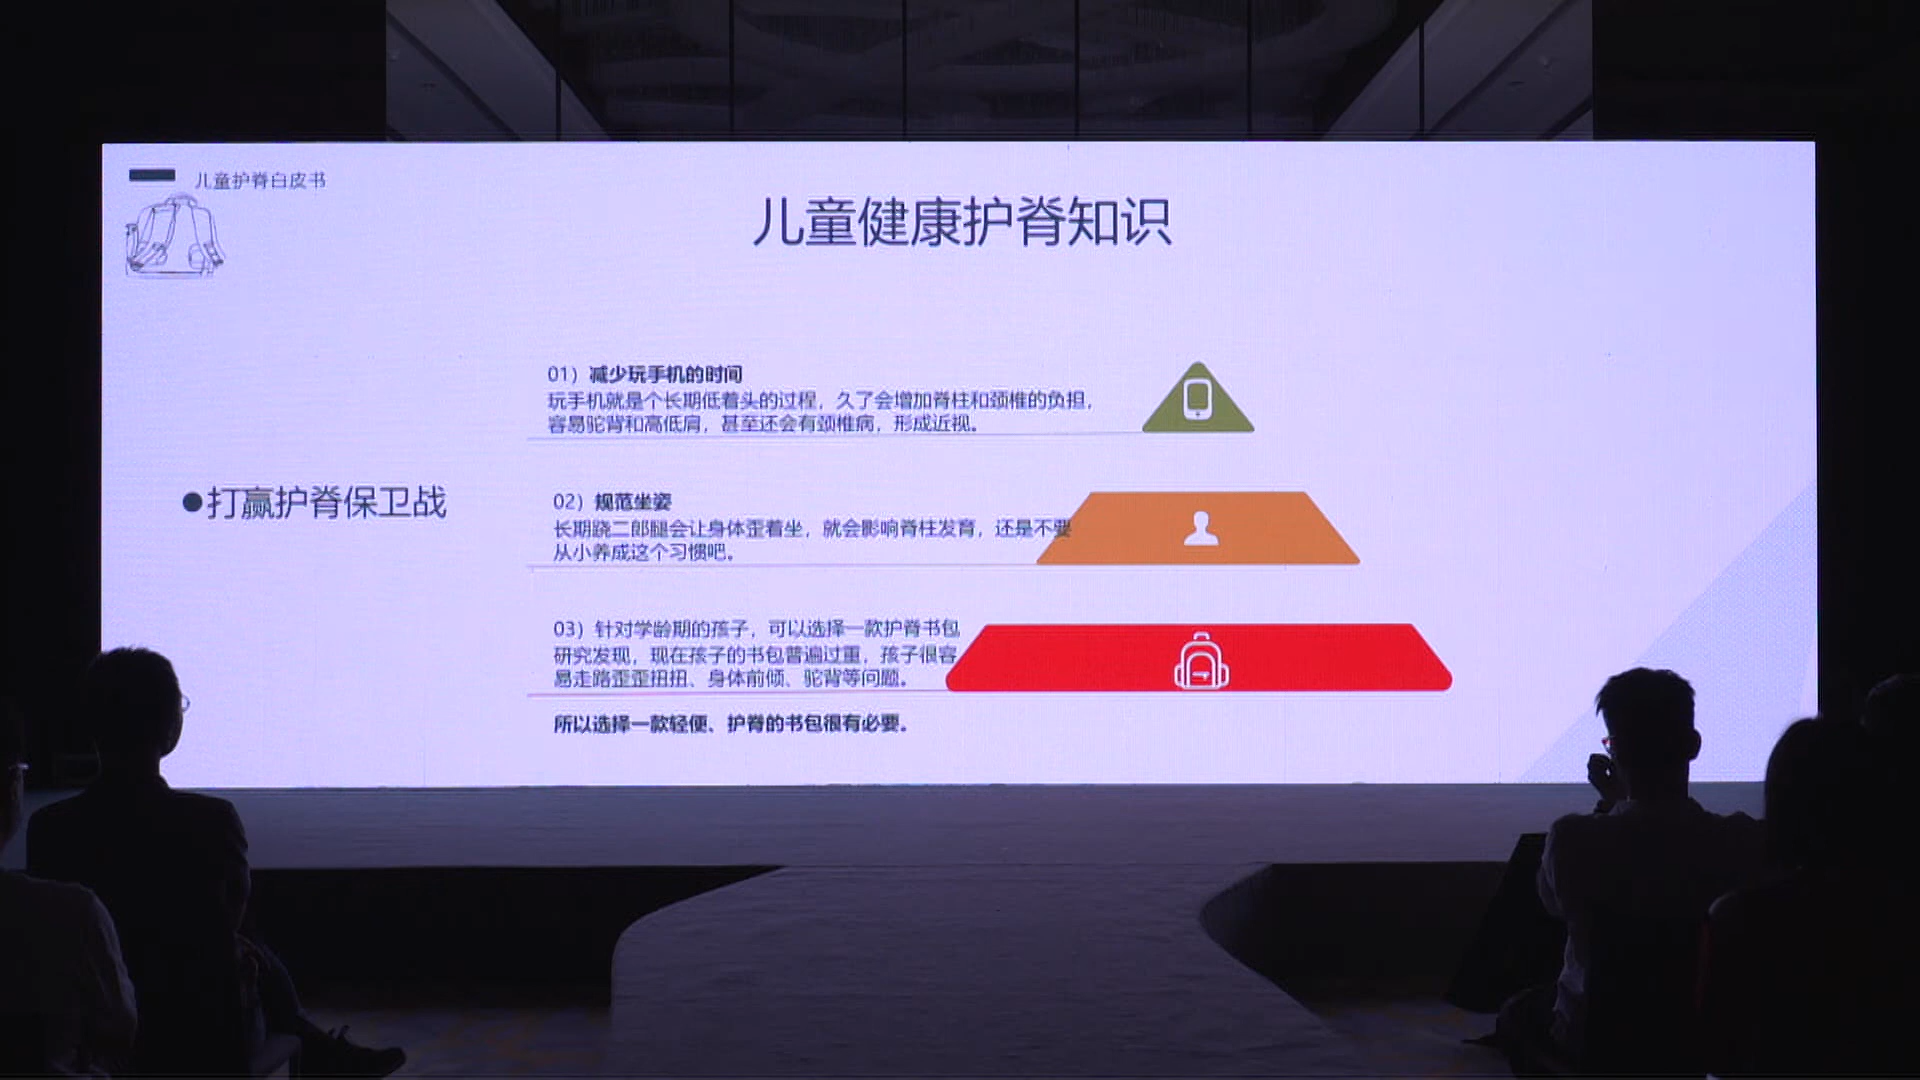 儿童护脊白皮书
儿童健康护脊知识
01）减少玩手机的时间
玩手机就是个长期低着头的过程，久了会增加脊柱和颈椎的负担，
容易驼背和高低肩，甚至还会有颈椎病，形成近视。
●打赢护脊保卫战
02）规范坐姿
长期跷二郎腿会让身体歪着坐，就会影响脊柱发育，还是不要
从小养成这个习惯吧。
03）针对学龄期的孩子，可以选择一款护脊书包
研究发现，现在孩子的书包普遍过重，孩子很容
易走路歪歪扭扭、身体前倾、驼背等问题。
所以选择一款轻便、护脊的书包很有必要。